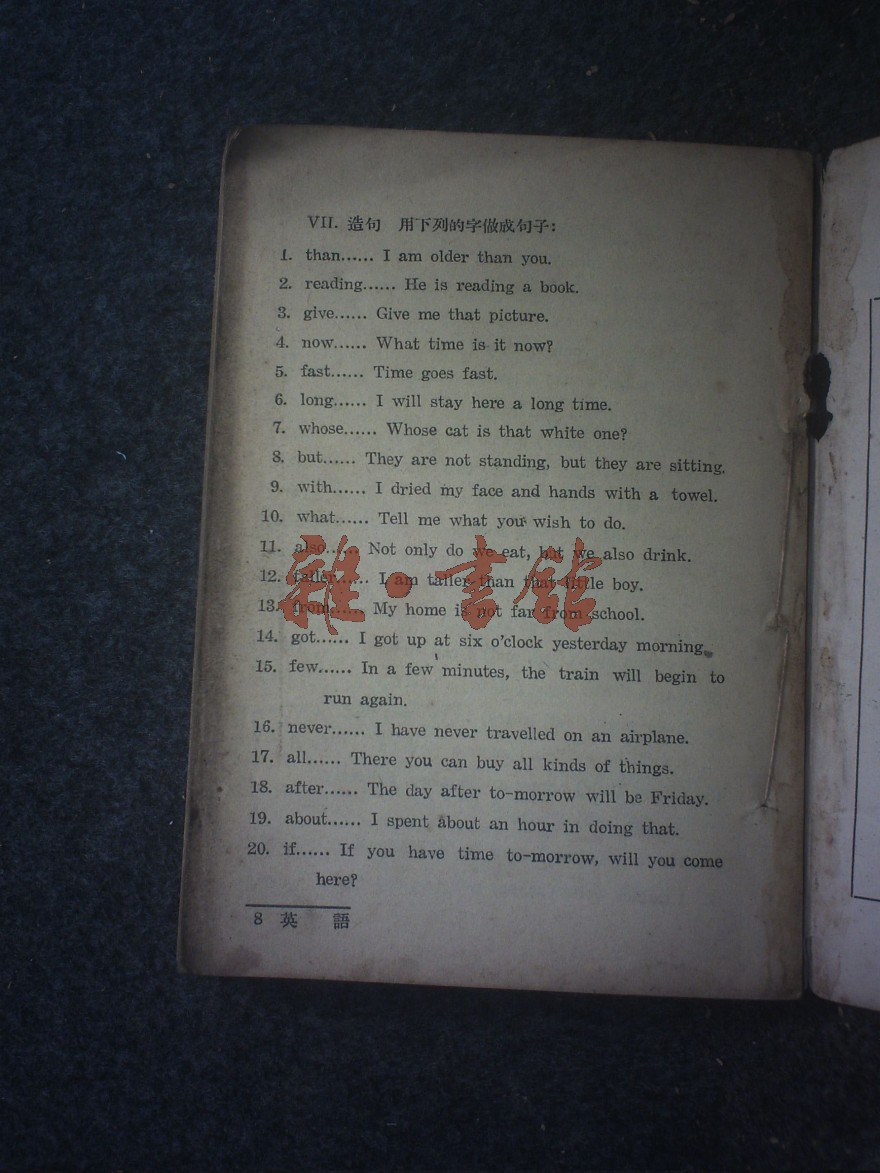 VII. 造句 用下列的字做成句子：
1. than...... I am older than you.
2. reading...... He is reading a book.
3. give...... Give me that picture.
4. now...... What time is it now?
5. fast...... Time goes fast.
6. long...... I will stay here a long time.
7. whose...... Whose cat is that white one?
8. but...... They are not standing, but they are sitting.
9. with...... I dried my face and hands with a towel.
10. what...... Tell me what you wish to do.
11. also...... Not only do we eat, but we also drink.
12. taller...... I am taller than that little boy.
13. from...... My home is not far from school.
雜·書館
14. got...... I got up at six o'clock yesterday morning.
15. few...... In a few minutes, the train will begin to
run again.
16. never...... I have never travelled on an airplane.
17. all...... There you can buy all kinds of things.
18. after...... The day after to-morrow will be Friday.
19. about...... I spent about an hour in doing that.
20. if...... If you have time to-morrow, will you come
here?
8 英 語